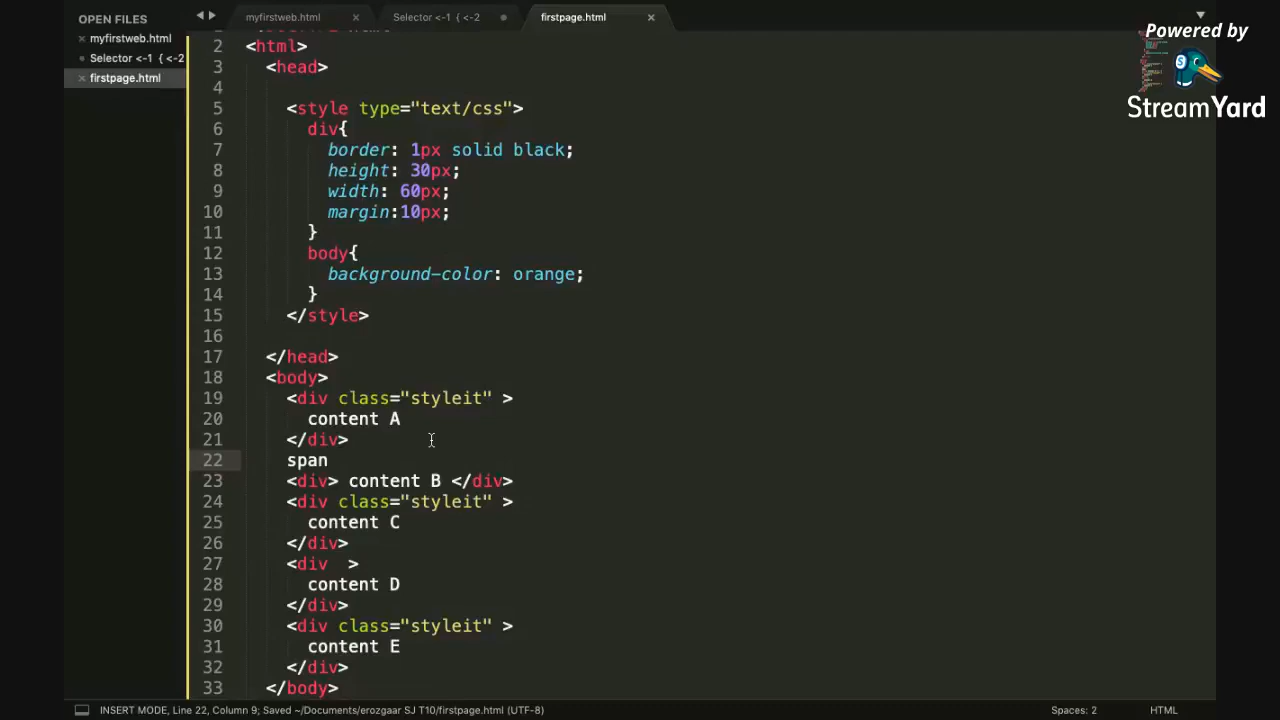 OPEN FILES
myfirstweb.html
Selector <-1 { <-2
firstpage.html
myfirstweb.html
Selector <-1 { <-2
firstpage.html
Powered by
StreamYard
2 <html>
3 <head>
4
5 <style type="text/css">
6 div{
7 border: 1px solid black;
8 height: 30px;
9 width: 60px;
10 margin:10px;
11 }
12 body{
13 background-color: orange;
14 }
15 </style>
16
17 </head>
18 <body>
19 <div class="styleit" >
20 content A
21 </div>
22 span
23 <div> content B </div>
24 <div class="styleit" >
25 content C
26 </div>
27 <div  >
28 content D
29 </div>
30 <div class="styleit" >
31 content E
32 </div>
33 </body>
INSERT MODE, Line 22, Column 9; Saved ~/Documents/erozgaar SJ T10/firstpage.html (UTF-8)
Spaces: 2
HTML